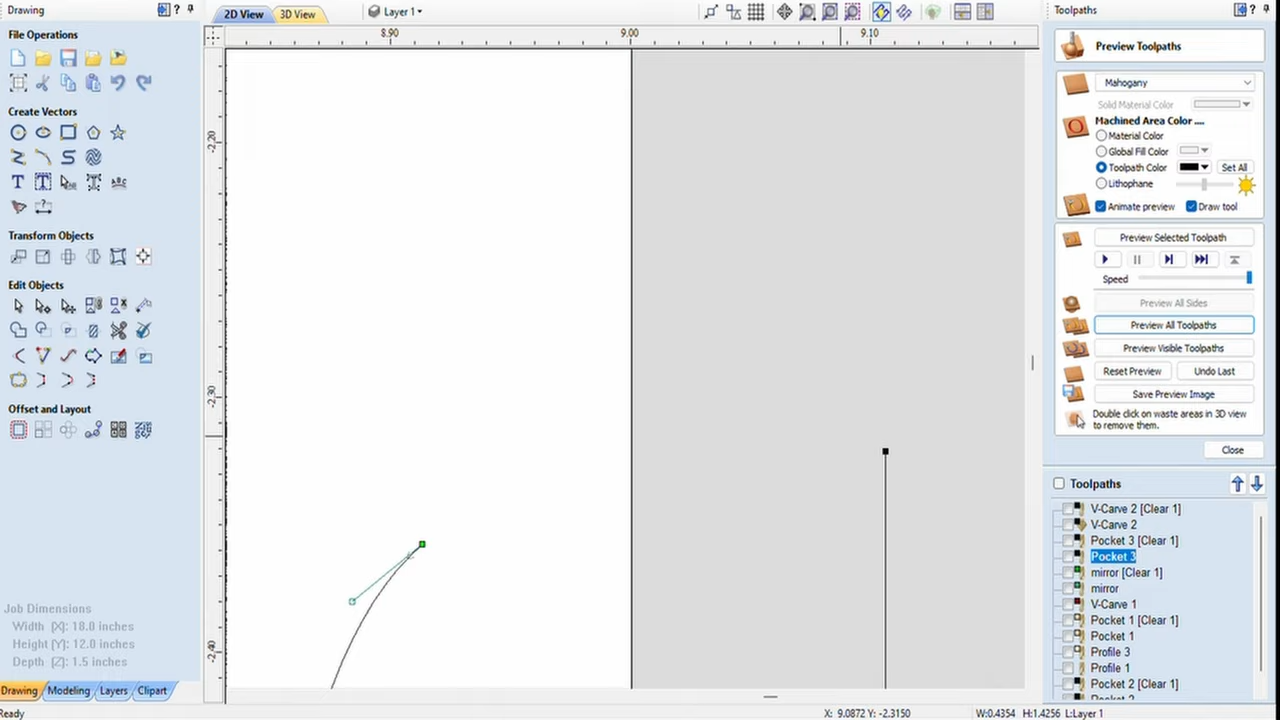 Drawing
File Operations
Create Vectors
Transform Objects
Edit Objects
Offset and Layout
Job Dimensions
Width (X): 18.0 inches
Height (Y): 12.0 inches
Depth (Z): 1.5 inches
Drawing Modeling Layers Clipart
Ready
2D View 3D View
Layer 1
8.90 9.00 9.10
-2.20
-2.30
-2.40
X: 9.0872 Y: -2.3150 W:0.4354 H:1.4256 L:Layer 1
Toolpaths
Preview Toolpaths
Mahogany
Solid Material Color
Machined Area Color ....
Material Color
Global Fill Color
Toolpath Color Set All
Lithophane
Animate preview Draw tool
Preview Selected Toolpath
Speed
Preview All Sides
Preview All Toolpaths
Preview Visible Toolpaths
Reset Preview Undo Last
Save Preview Image
Double click on waste areas in 3D view
to remove them.
Close
Toolpaths
V-Carve 2 [Clear 1]
V-Carve 2
Pocket 3 [Clear 1]
Pocket 3
mirror [Clear 1]
mirror
V-Carve 1
Pocket 1 [Clear 1]
Pocket 1
Profile 3
Profile 1
Pocket 2 [Clear 1]